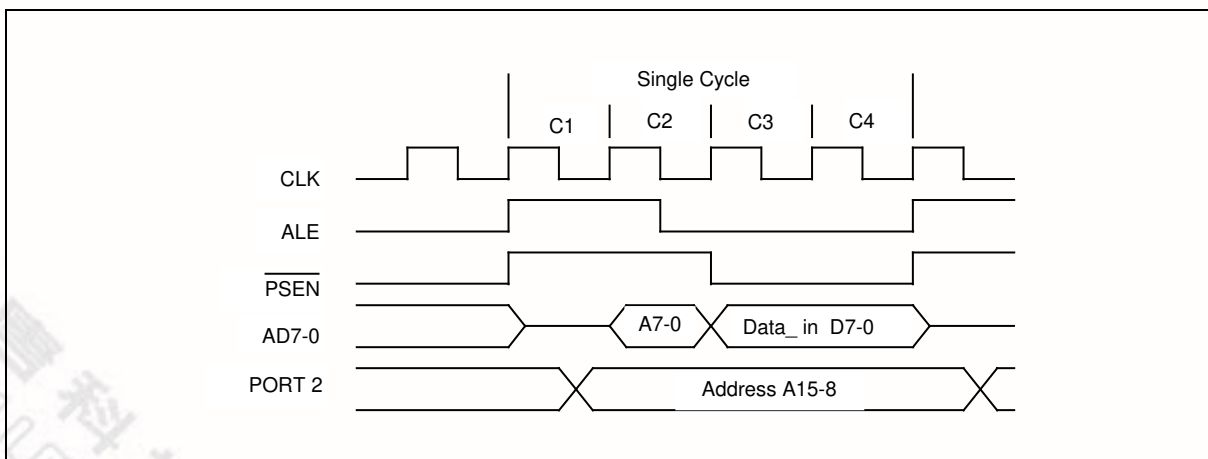 Single Cycle
C1 C2 C3 C4
CLK
ALE
PSEN
AD7-0 A7-0 Data_ in D7-0
PORT 2 Address A15-8